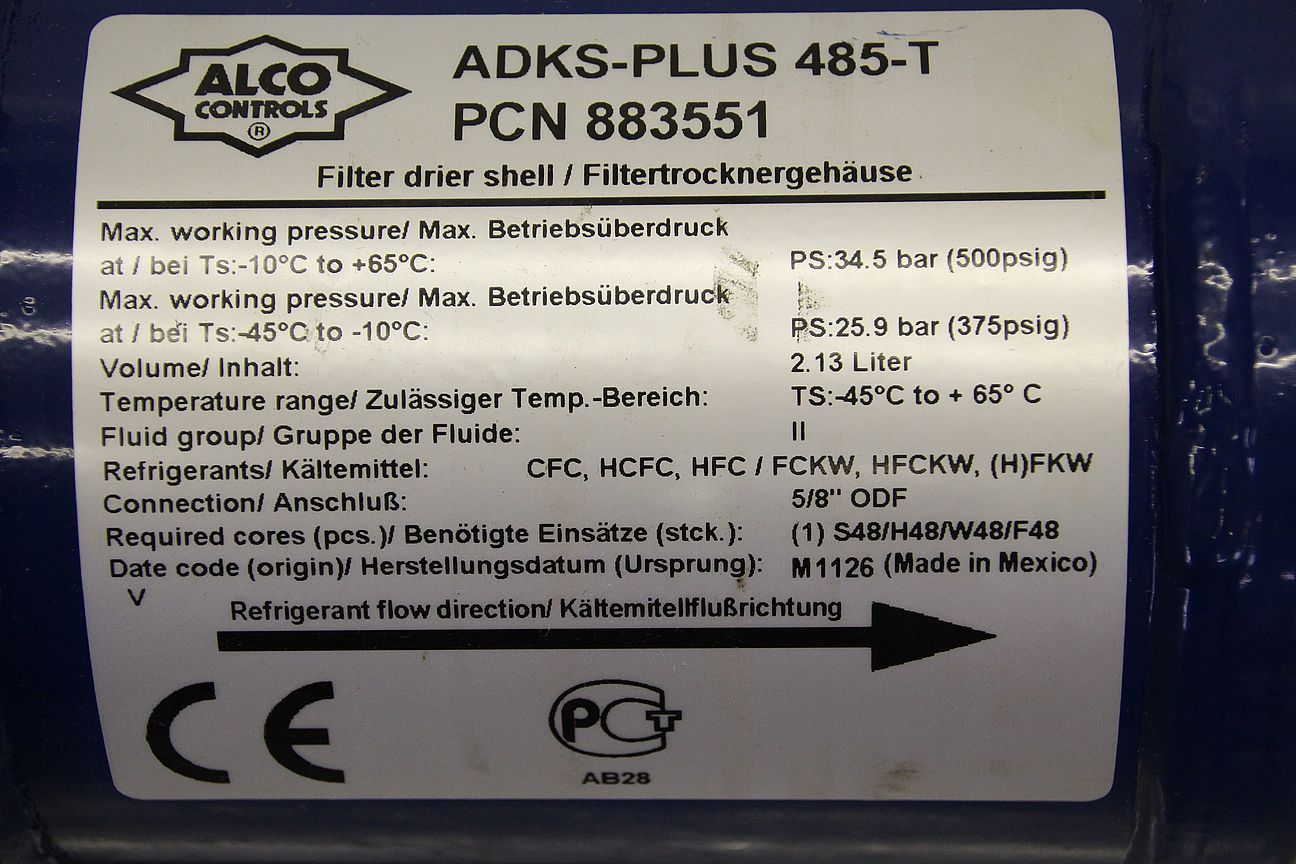 ALCO
CONTROLS
®
ADKS-PLUS 485-T
PCN 883551
Filter drier shell / Filtertrocknergehäuse
Max. working pressure/ Max. Betriebsüberdruck
at / bei Ts:-10°C to +65°C: PS:34.5 bar (500psig)
Max. working pressure/ Max. Betriebsüberdruck
at / bei Ts:-45°C to -10°C: PS:25.9 bar (375psig)
Volume/ Inhalt: 2.13 Liter
Temperature range/ Zulässiger Temp.-Bereich: TS:-45°C to + 65° C
Fluid group/ Gruppe der Fluide: II
Refrigerants/ Kältemittel: CFC, HCFC, HFC / FCKW, HFCKW, (H)FKW
Connection/ Anschluß: 5/8" ODF
Required cores (pcs.)/ Benötigte Einsätze (stck.): (1) S48/H48/W48/F48
Date code (origin)/ Herstellungsdatum (Ursprung): M1126 (Made in Mexico)
V
Refrigerant flow direction/ Kältemitellflußrichtung
CE
PCT
AB28